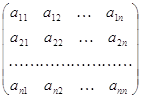 a11 a12 ... a1n
a21 a22 ... a2n
........................
an1 an2 ... ann